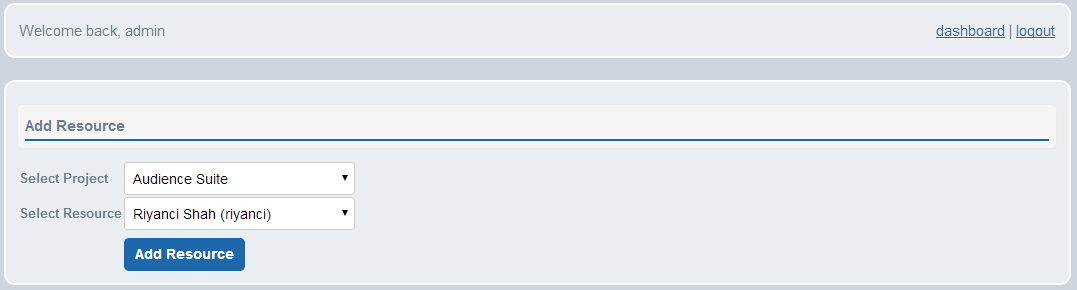 Welcome back, admin dashboard | logout
Add Resource
Select Project Audience Suite
Select Resource Riyanci Shah (riyanci)
Add Resource